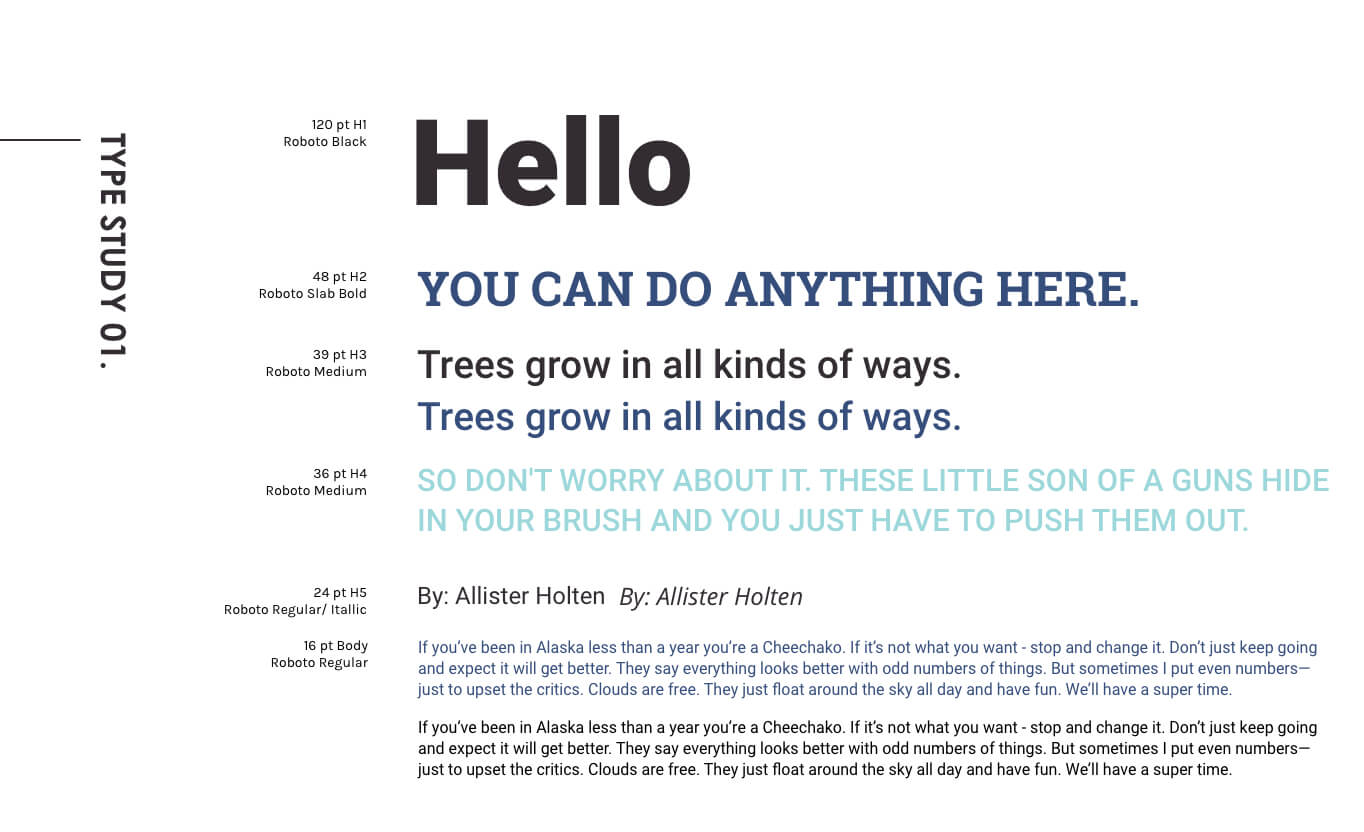 TYPE STUDY 01.
120 pt H1
Roboto Black
Hello
48 pt H2
Roboto Slab Bold
YOU CAN DO ANYTHING HERE.
39 pt H3
Roboto Medium
Trees grow in all kinds of ways.
Trees grow in all kinds of ways.
36 pt H4
Roboto Medium
SO DON'T WORRY ABOUT IT. THESE LITTLE SON OF A GUNS HIDE
IN YOUR BRUSH AND YOU JUST HAVE TO PUSH THEM OUT.
24 pt H5
Roboto Regular/ Itallic
By: Allister Holten By: Allister Holten
16 pt Body
Roboto Regular
If you’ve been in Alaska less than a year you’re a Cheechako. If it’s not what you want - stop and change it. Don’t just keep going
and expect it will get better. They say everything looks better with odd numbers of things. But sometimes I put even numbers—
just to upset the critics. Clouds are free. They just float around the sky all day and have fun. We’ll have a super time.
If you’ve been in Alaska less than a year you’re a Cheechako. If it’s not what you want - stop and change it. Don’t just keep going
and expect it will get better. They say everything looks better with odd numbers of things. But sometimes I put even numbers—
just to upset the critics. Clouds are free. They just float around the sky all day and have fun. We’ll have a super time.